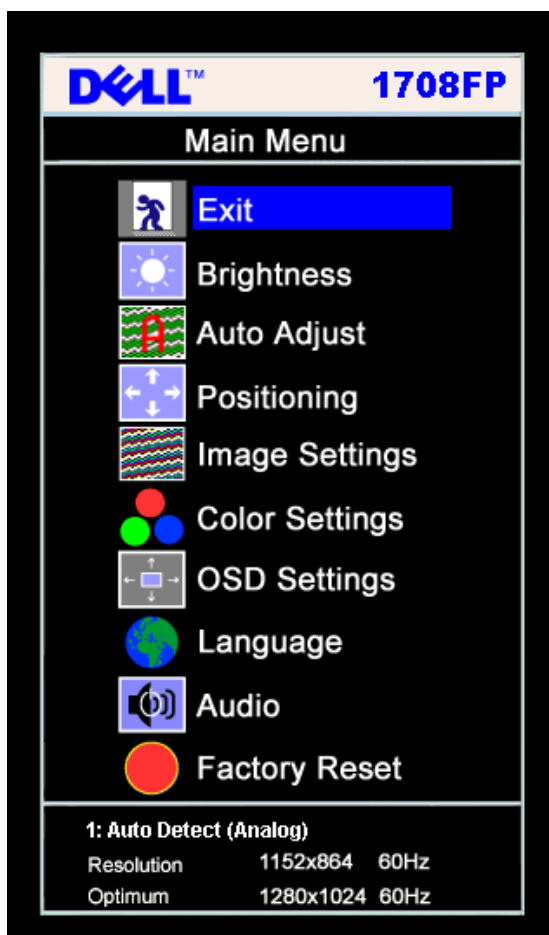 DELL™ 1708FP
Main Menu
Exit
Brightness
Auto Adjust
Positioning
Image Settings
Color Settings
OSD Settings
Language
Audio
Factory Reset
1: Auto Detect (Analog)
Resolution 1152x864 60Hz
Optimum 1280x1024 60Hz